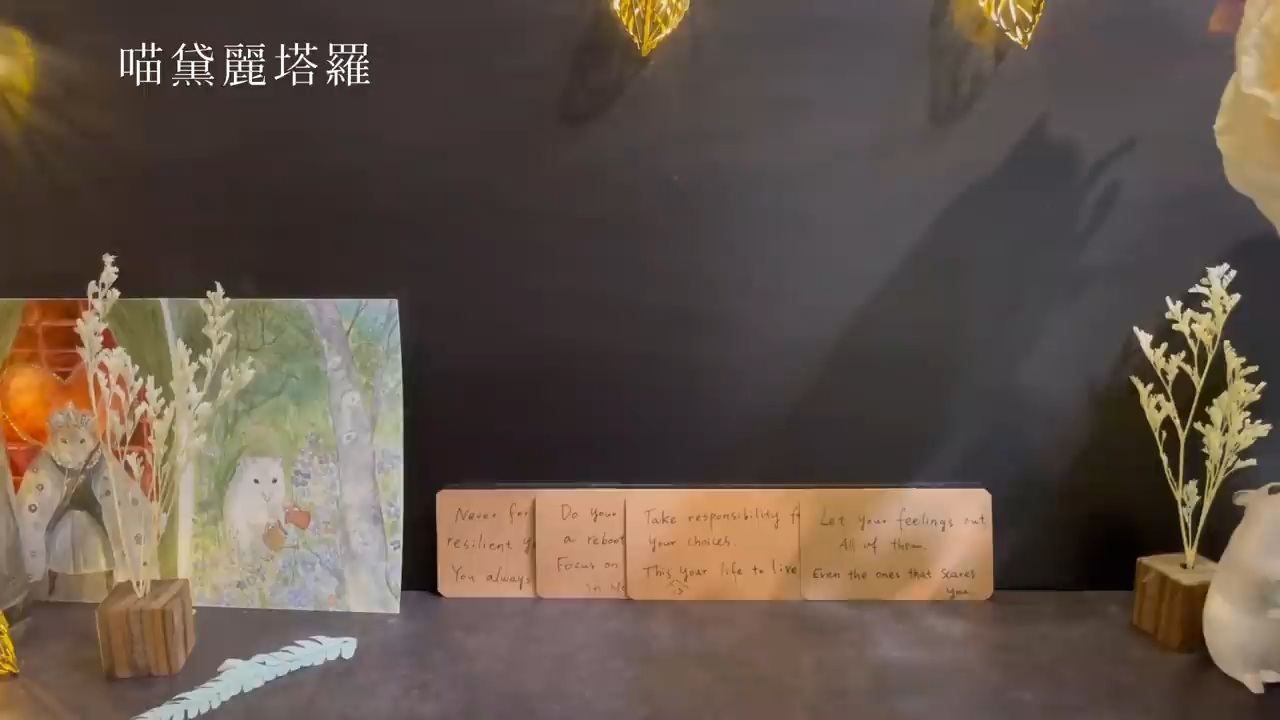 喵黛麗塔羅
Never for
resilient y
You always
Do your
a reboot
Focus on
Take responsibility f
your choices.
This your life to live
Let your feelings out
All of them.
Even the ones that scares
you